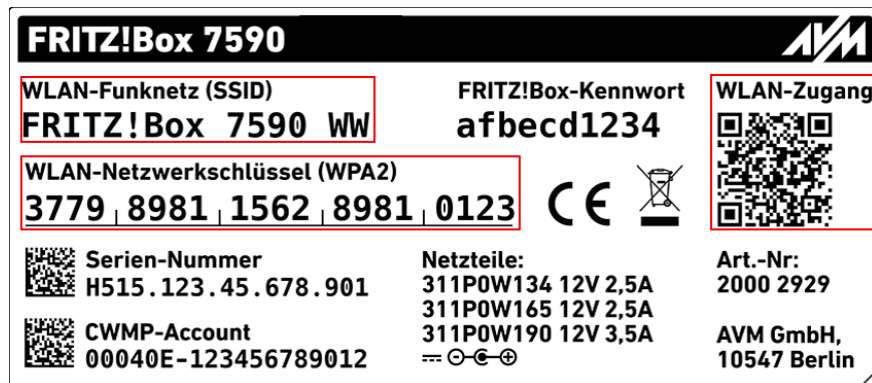 FRITZ!Box 7590
AVM
WLAN-Funknetz (SSID)
FRITZ!Box 7590 WW
FRITZ!Box-Kennwort
afbecd1234
WLAN-Zugang
WLAN-Netzwerkschlüssel (WPA2)
3779 8981 1562 8981 0123
CE
Serien-Nummer
H515.123.45.678.901
CWMP-Account
00040E-123456789012
Netzteile:
311P0W134 12V 2,5A
311P0W165 12V 2,5A
311P0W190 12V 3,5A
Art.-Nr:
2000 2929
AVM GmbH,
10547 Berlin